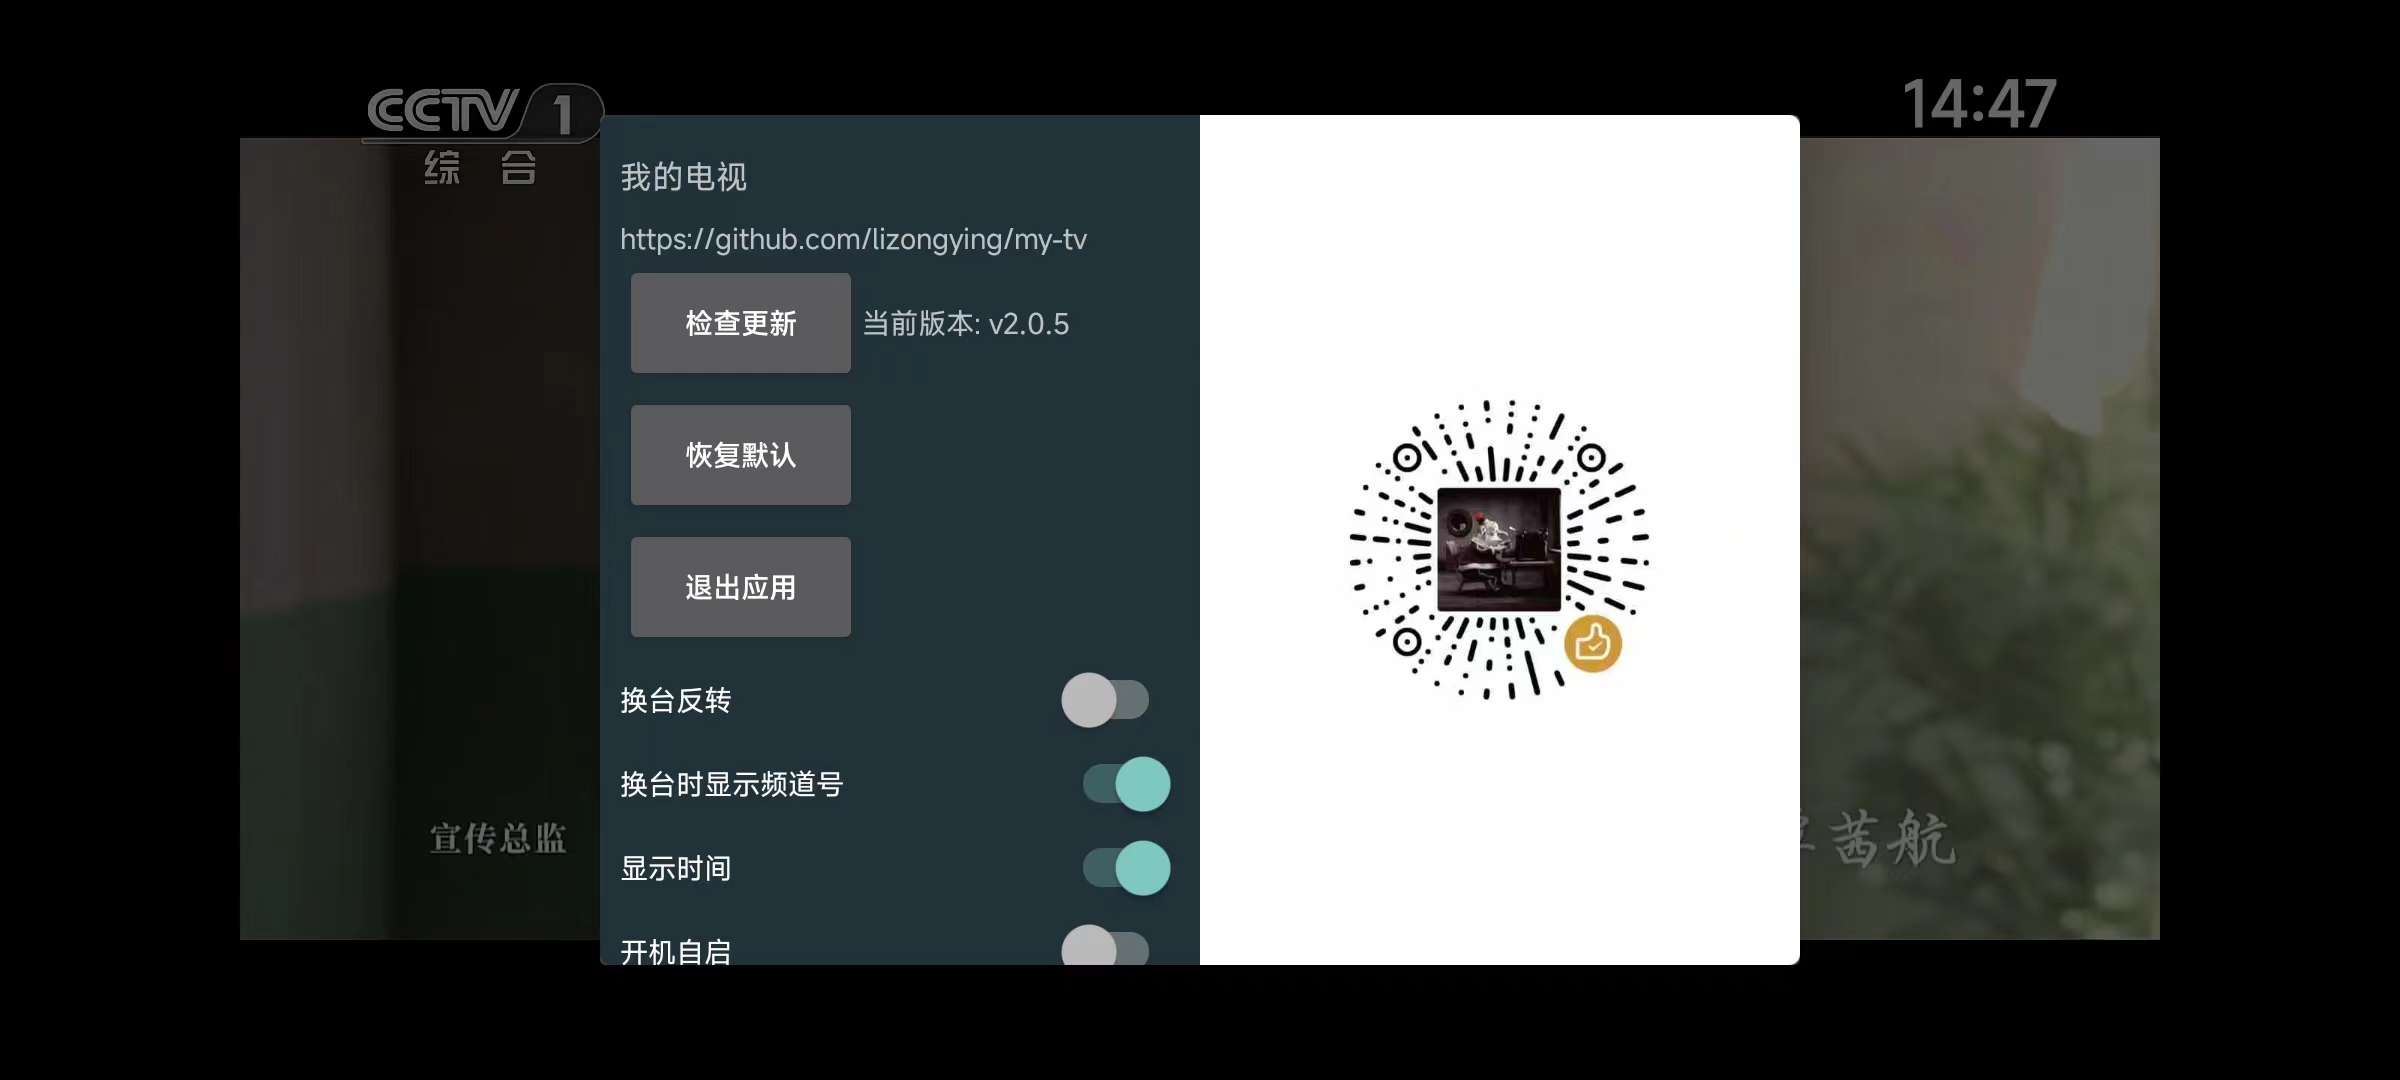 CCTV 1
综合
14:47
我的电视
https://github.com/lizongying/my-tv
检查更新 当前版本: v2.0.5
恢复默认
退出应用
换台反转
换台时显示频道号
显示时间
开机自启
宣传总监
茜航